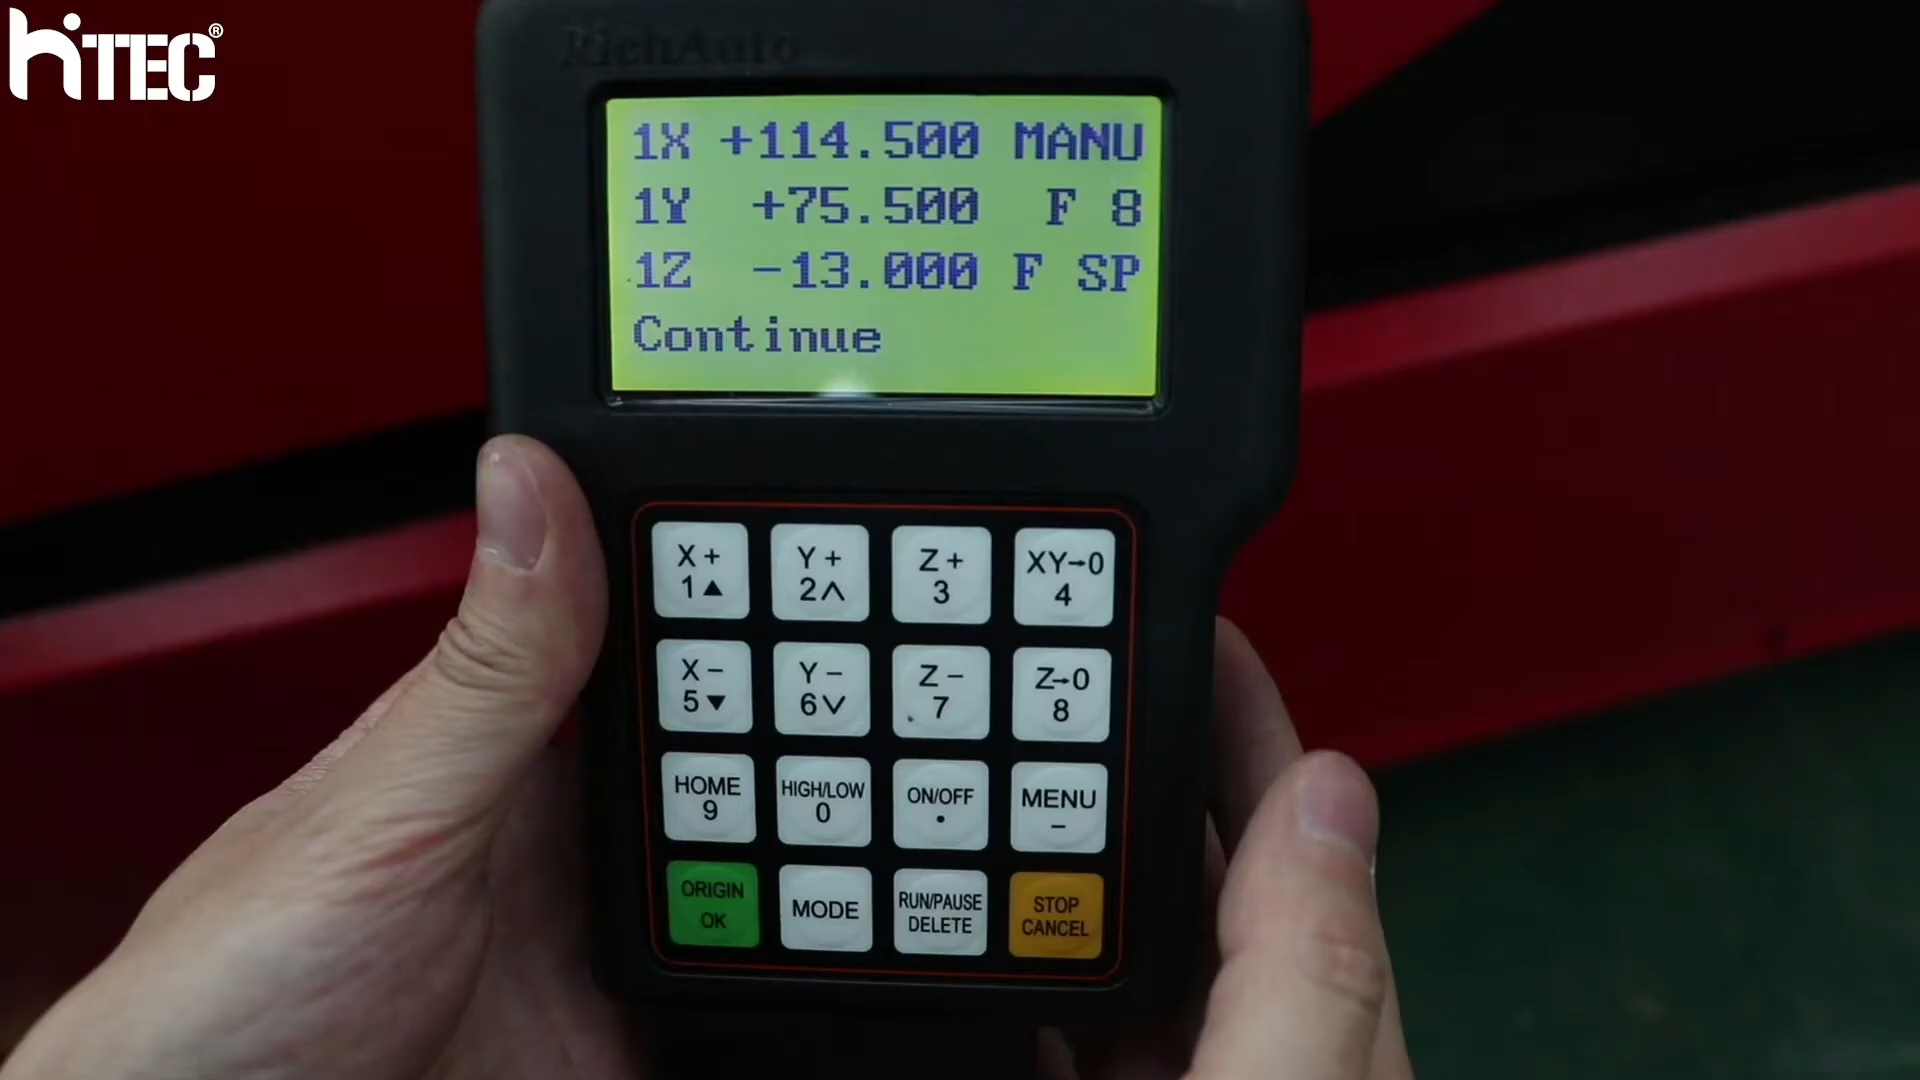 hiTEC®
RichAuto
1X +114.500 MANU
1Y +75.500 F 8
1Z -13.000 F SP
Continue
X+ Y+ Z+ XY→0
1▲ 2∧ 3 4
X- Y- Z- Z→0
5▼ 6∨ 7 8
HOME HIGH/LOW ON/OFF MENU
9 0 • -
ORIGIN MODE RUN/PAUSE STOP
OK DELETE CANCEL